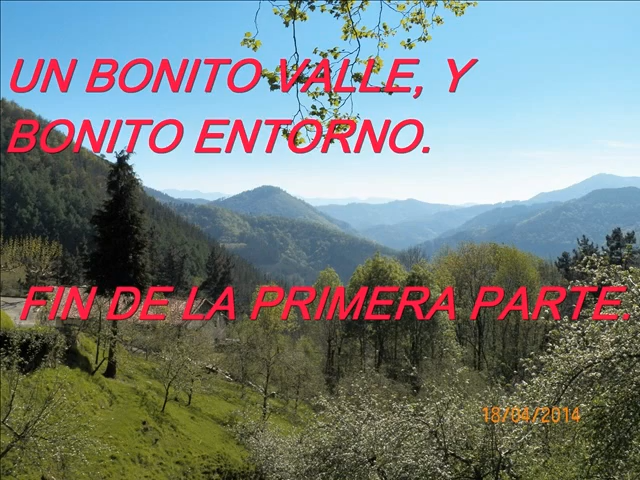 UN BONITO VALLE, Y
BONITO ENTORNO.
FIN DE LA PRIMERA PARTE.
18/04/2014